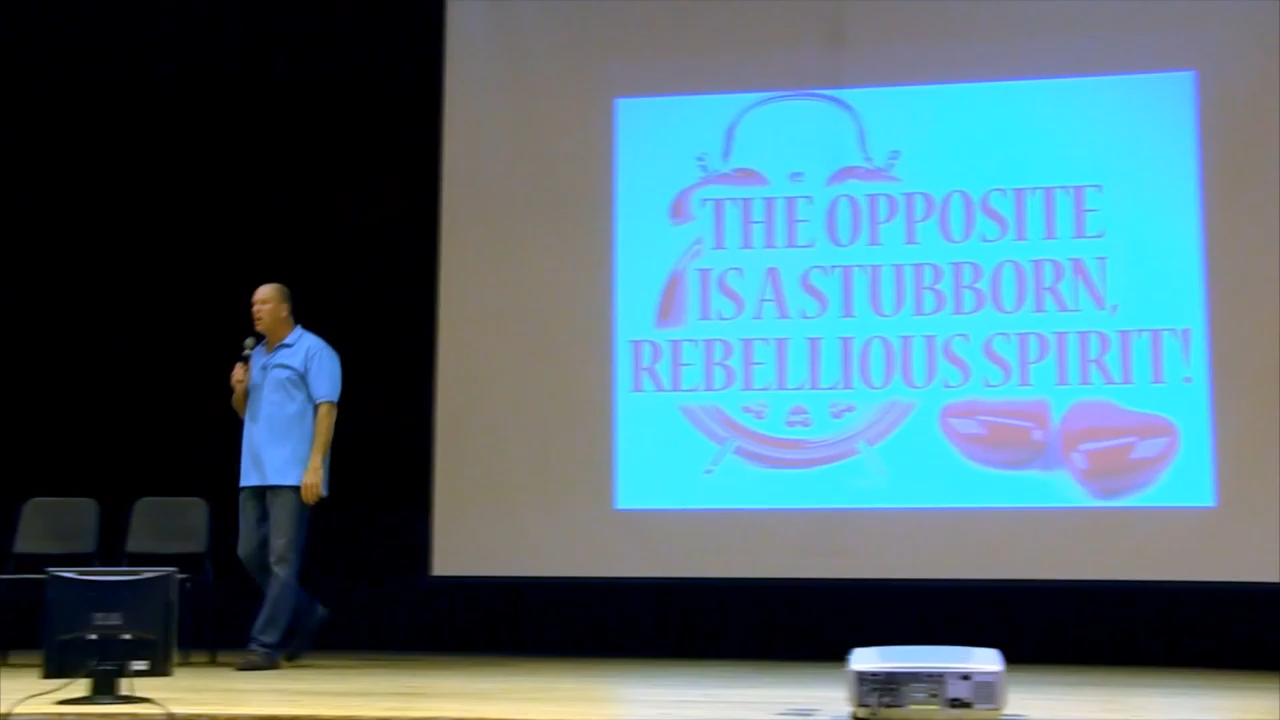 THE OPPOSITE
IS A STUBBORN,
REBELLIOUS SPIRIT!